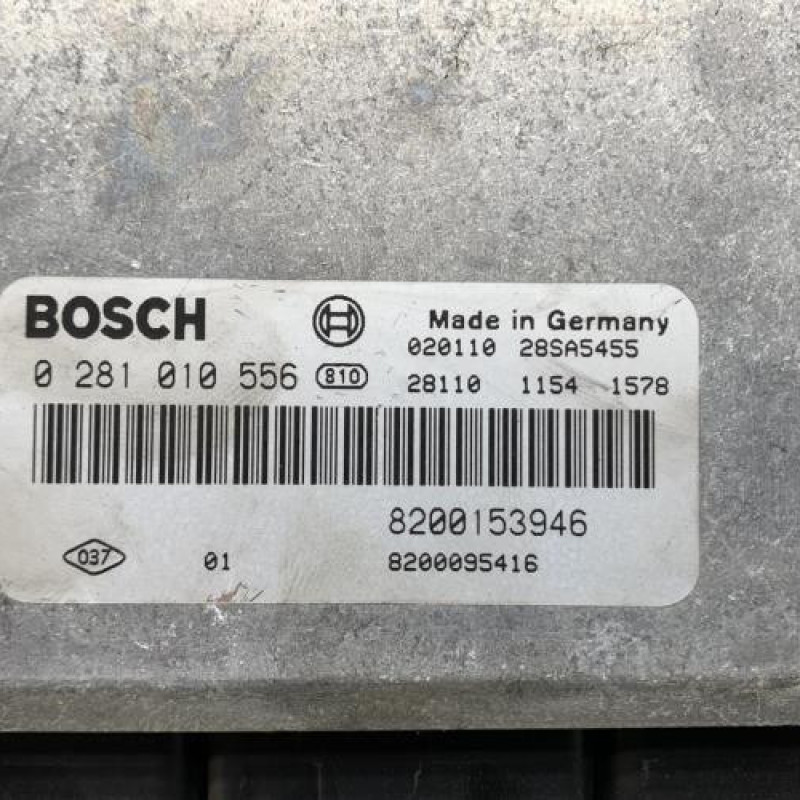 BOSCH
Made in Germany
020110 28SA5455
0 281 010 556 810
28110 1154 1578
8200153946
037 01 8200095416